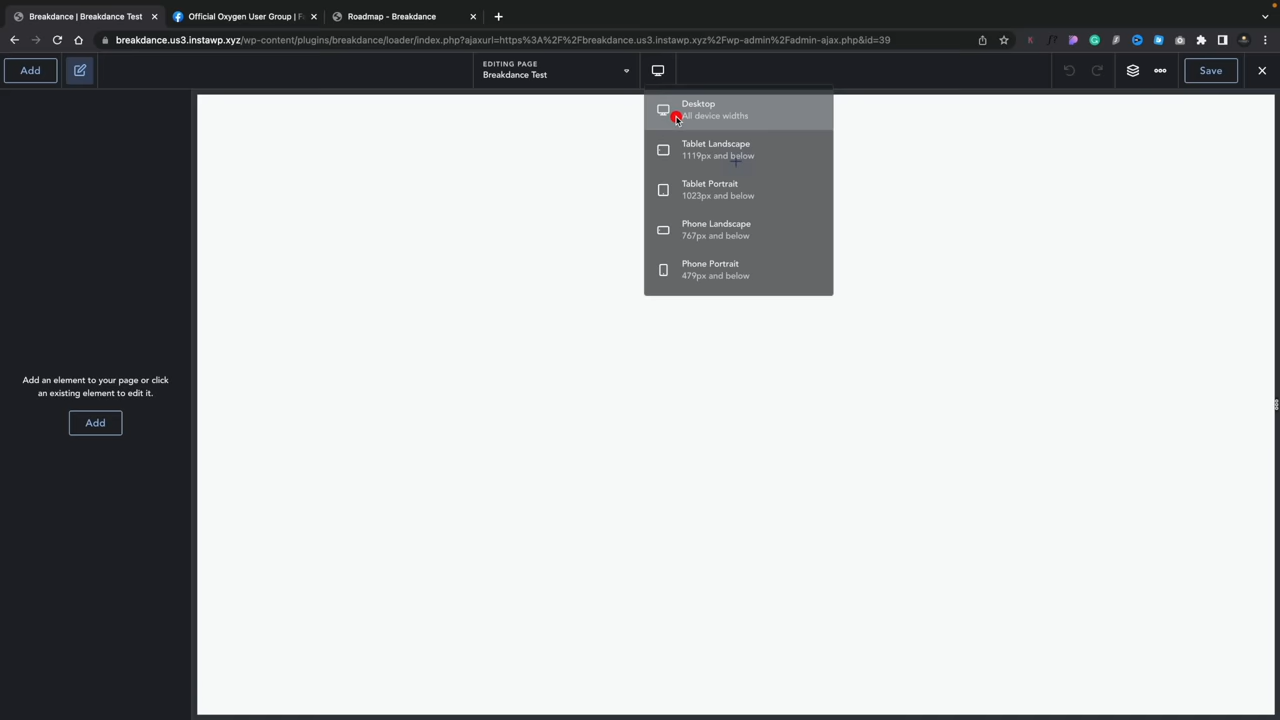 Breakdance | Breakdance Test
Official Oxygen User Group | F
Roadmap - Breakdance
breakdance.us3.instawp.xyz/wp-content/plugins/breakdance/loader/index.php?ajaxurl=https%3A%2F%2Fbreakdance.us3.instawp.xyz%2Fwp-admin%2Fadmin-ajax.php&id=39
Add
EDITING PAGE
Breakdance Test
Save
Desktop
All device widths
Tablet Landscape
1119px and below
Tablet Portrait
1023px and below
Phone Landscape
767px and below
Phone Portrait
479px and below
Add an element to your page or click
an existing element to edit it.
Add